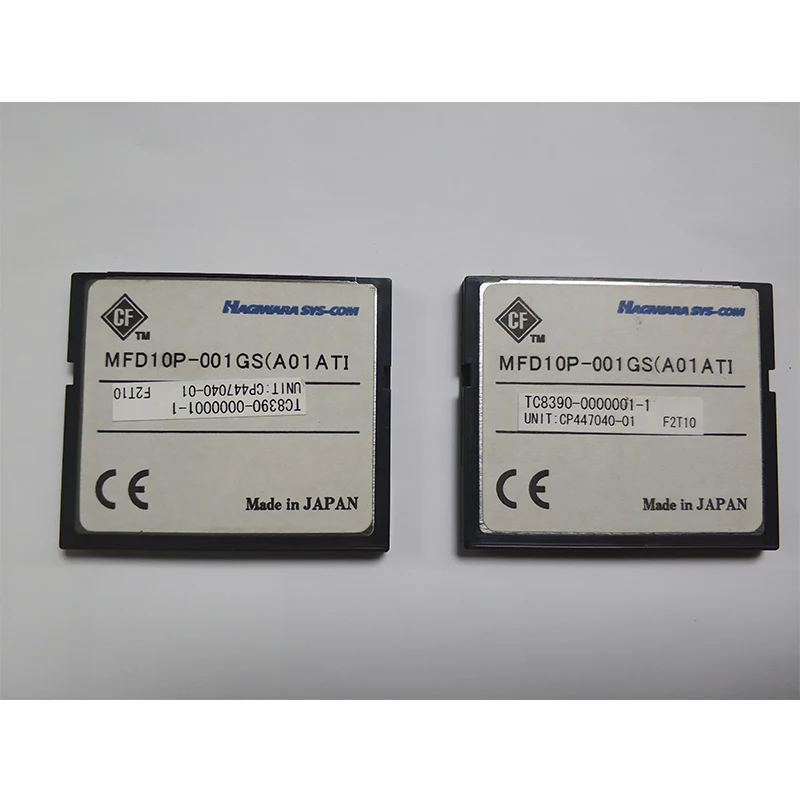 CF
TM
HAGIWARA SYS-COM
MFD10P-001GS(A01ATI
TC8390-0000001-1
UNIT:CP447040-01 F2T10
CE
Made in JAPAN
CF
TM
HAGIWARA SYS-COM
MFD10P-001GS(A01ATI
TC8390-0000001-1
UNIT:CP447040-01 F2T10
CE
Made in JAPAN